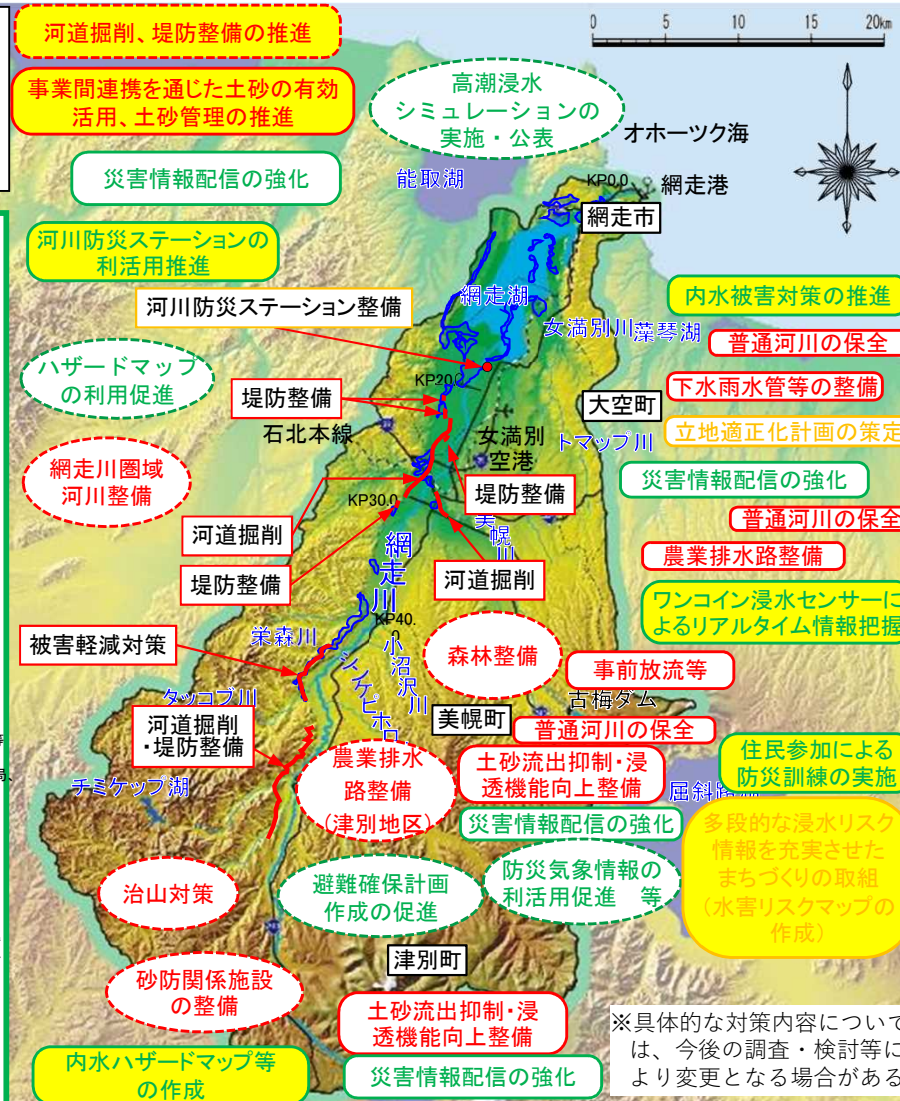 河道掘削、堤防整備の推進
0 5 10 15 20km
事業間連携を通じた土砂の有効
活用、土砂管理の推進
高潮浸水
シミュレーションの
実施・公表
オホーツク海
災害情報配信の強化
能取湖
KP0.0
網走港
網走市
河川防災ステーションの
利活用推進
河川防災ステーション整備
網走湖
内水被害対策の推進
女満別川
藻琴湖
普通河川の保全
ハザードマップ
の利用促進
KP20.
堤防整備
下水雨水管等の整備
大空町
石北本線
女満別
空港
トマップ川
立地適正化計画の策定
網走川圏域
河川整備
災害情報配信の強化
堤防整備
KP30.0
普通河川の保全
美幌川
河道掘削
農業排水路整備
網走川
堤防整備
河道掘削
ワンコイン浸水センサーに
よるリアルタイム情報把握
KP40.
0
栄森川
被害軽減対策
小沼沢川
シンケピホロ
森林整備
事前放流等
タッコブ川
古梅ダム
美幌町
河道掘削
・堤防整備
普通河川の保全
住民参加による
防災訓練の実施
農業排水
路整備
(津別地区)
土砂流出抑制・浸
透機能向上整備
チミケップ湖
屈斜路湖
災害情報配信の強化
多段的な浸水リスク
情報を充実させた
まちづくりの取組
(水害リスクマップの
作成)
治山対策
避難確保計画
作成の促進
防災気象情報の
利活用促進 等
津別町
砂防関係施設
の整備
土砂流出抑制・浸
透機能向上整備
※具体的な対策内容について
は、今後の調査・検討等に
より変更となる場合がある
内水ハザードマップ等
の作成
災害情報配信の強化